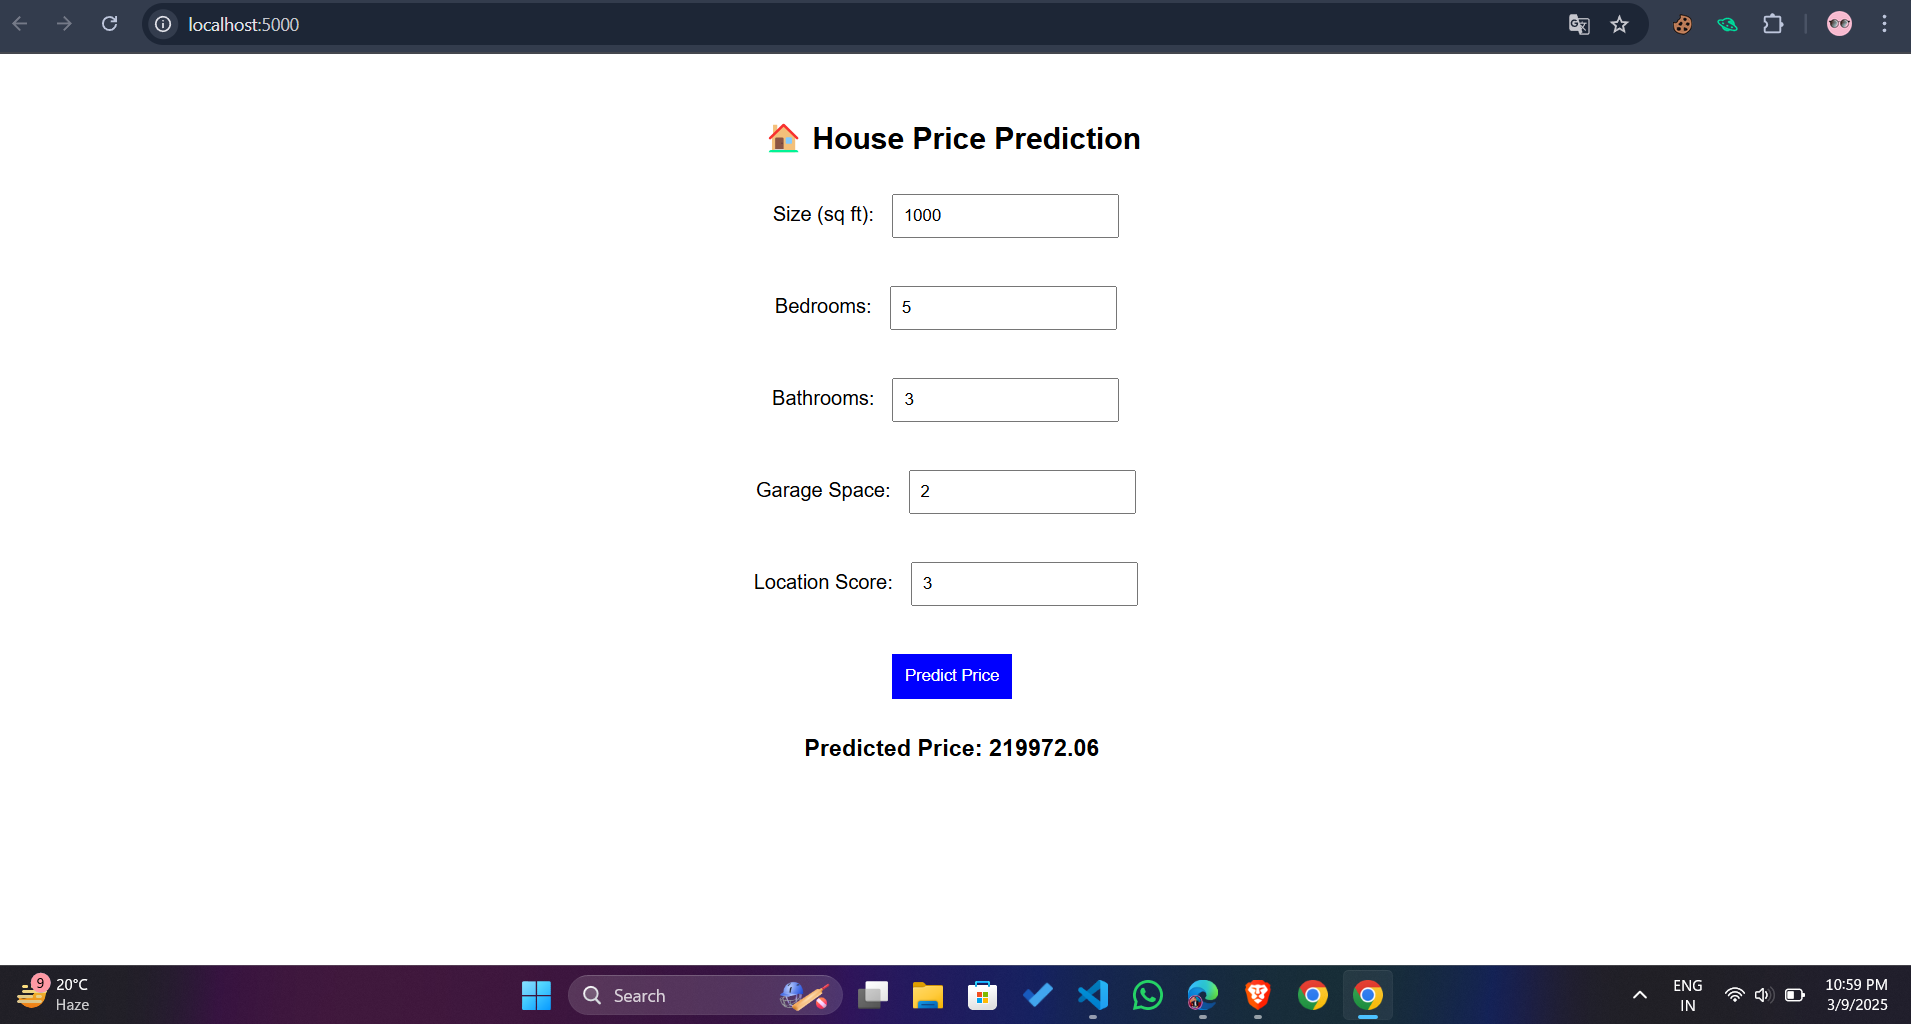 localhost:5000
House Price Prediction
Size (sq ft): 1000
Bedrooms: 5
Bathrooms: 3
Garage Space: 2
Location Score: 3
Predict Price
Predicted Price: 219972.06
9
20°C
Haze
Search
ENG
IN
10:59 PM
3/9/2025